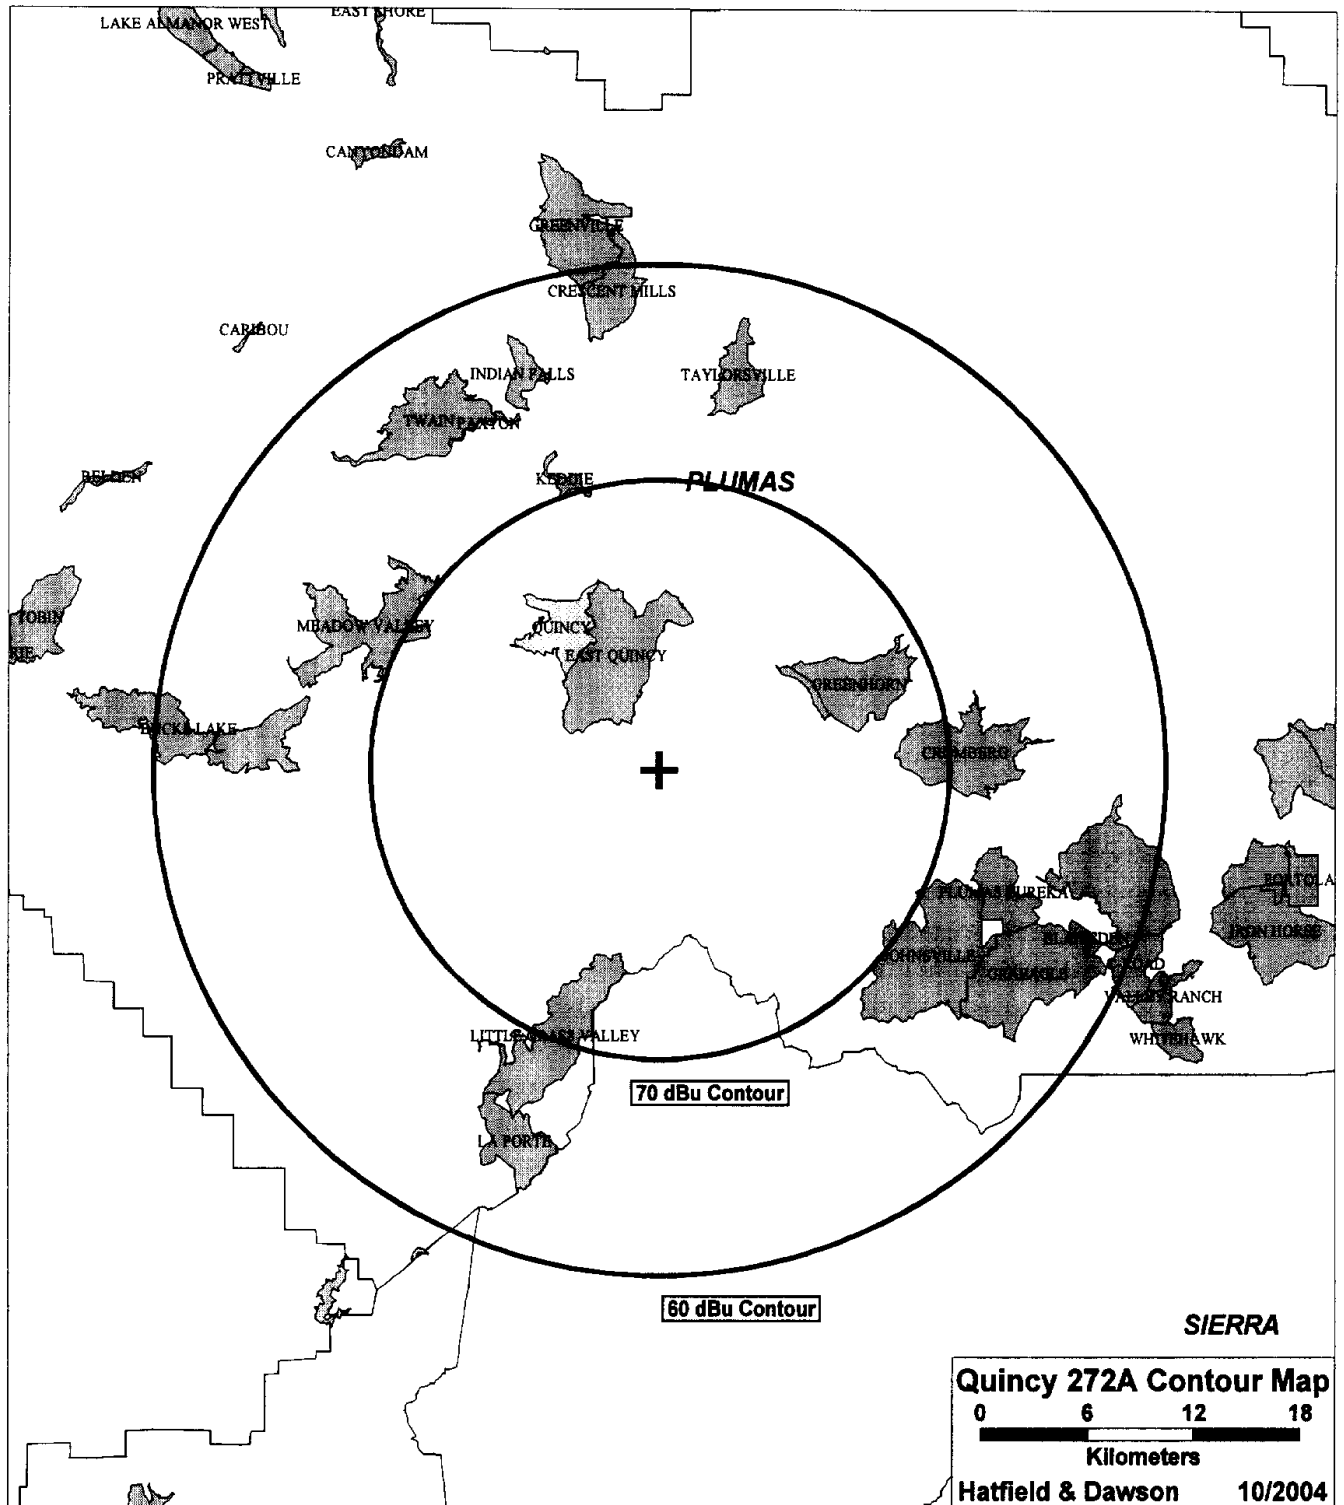 LAKE ALMANOR WEST
EAST SHORE
PRATTVILLE
CANYONDAM
GREENVILLE
CRESCENT MILLS
CARIBOU
INDIAN FALLS
TAYLORSVILLE
TWAIN
PAXTON
BELDEN
KEDDIE
PLUMAS
TOBIN
MEADOW VALLEY
QUINCY
EAST QUINCY
GREENHORN
BUCKS LAKE
CROMBERG
PLUMAS EUREKA
PORTOLA
IRON HORSE
BLAIRSDEN
JOHNSVILLE
GRAEAGLE
VALLEY RANCH
WHITEHAWK
LITTLE GRASS VALLEY
70 dBu Contour
LA PORTE
60 dBu Contour
SIERRA
Quincy 272A Contour Map
0 6 12 18
Kilometers
Hatfield & Dawson 10/2004